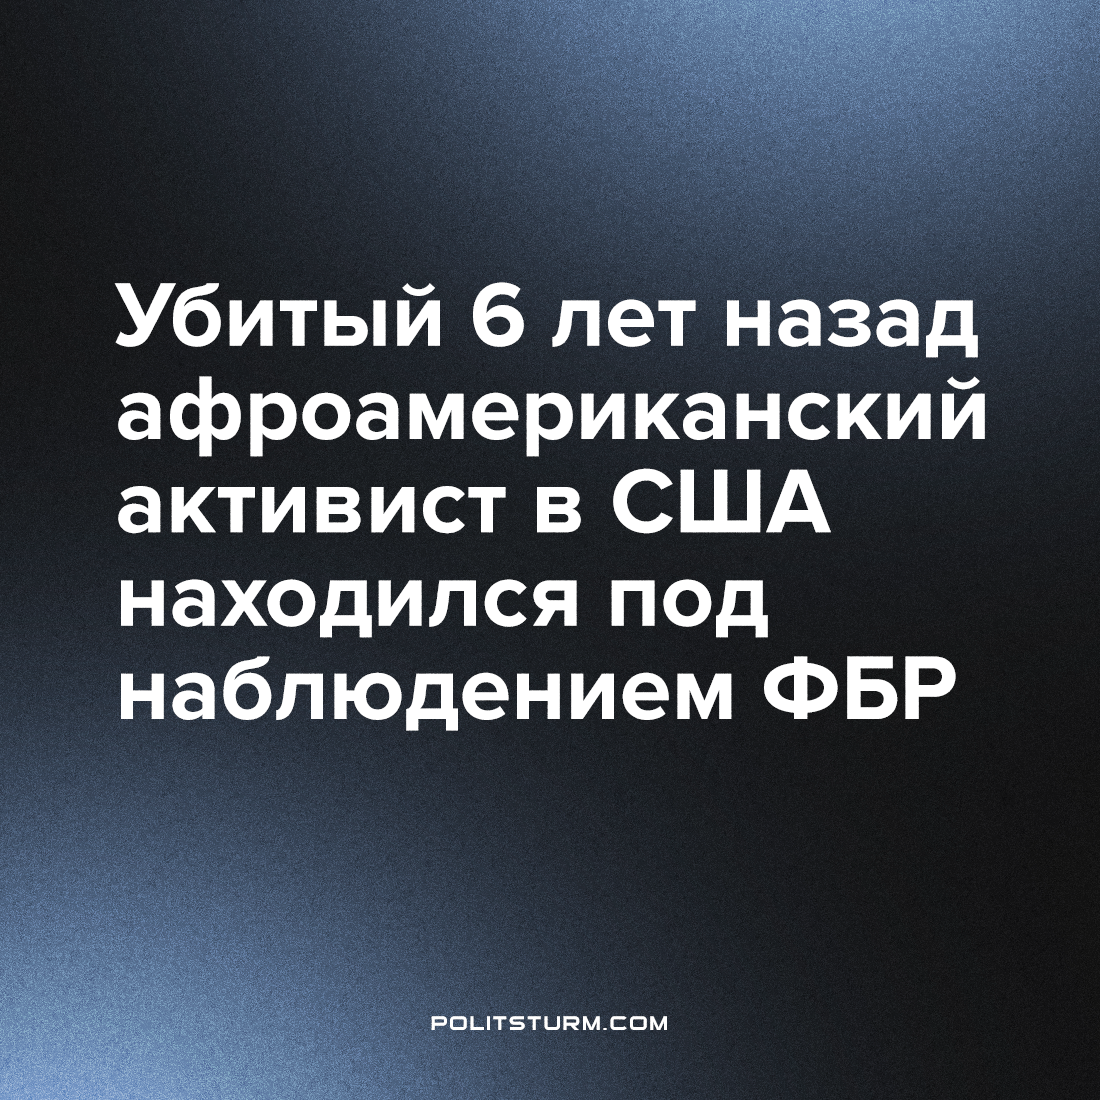 Убитый 6 лет назад
афроамериканский
активист в США
находился под
наблюдением ФБР
POLITSTURM.COM